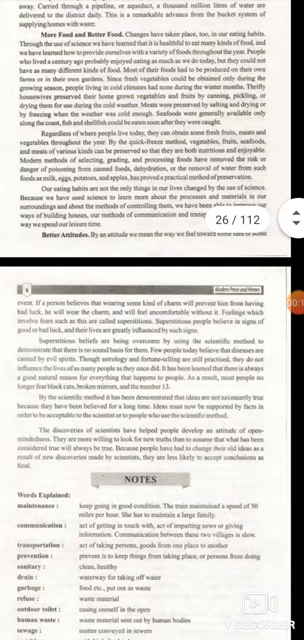 away. Carried through a pipeline, or aqueduct, a thousand million litres of water are
delivered to the district daily. This is a remarkable advance from the bucket system of
supplying homes with water.
More Food and Better Food. Changes have taken place, too, in our eating habits.
Through the use of science we have learned that it is healthful to eat many kinds of food, and
we have learned how to provide ourselves with a variety of foods throughout the year. People
who lived a century ago probably enjoyed eating as much as we do today, but they could not
have as many different kinds of food. Most of their foods had to be produced on their own
farms or in their own gardens. Since fresh vegetables could be obtained only during the
growing season, people living in cold climates had none during the winter months. Thrifty
housewives preserved their home grown vegetables and fruits by canning, pickling, or
drying them for use during the cold weather. Meats were preserved by salting and drying or
by freezing when the weather was cold enough. Seafoods were generally available only
along the coast, fish and shellfish could be eaten soon after they were caught.
Regardless of where people live today, they can obtain some fresh fruits, meats and
vegetables throughout the year. By the quick-freeze method, vegetables, fruits, seafoods,
and meats of various kinds can be preserved so that they are both nutritious and enjoyable.
Modern methods of selecting, grading, and processing foods have removed the risk or
danger of poisoning from canned foods, dehydration, or the removal of water from such
foods as milk, eggs, potatoes, and apples, has proved a practical method of preservation.
Our eating habits are not the only things in our lives changed by the use of science.
Because we have used science to learn more about the processes and materials in our
surroundings and about the methods of controlling them, we have been
ways of building houses, our methods of communication and
way we spend our leisure time.
26 / 112
Better Attitudes. By an attitude we mean the way we feel toward
4
Modern Prose and Heroes
event. If a person believes that wearing some kind of charm will prevent him from having
bad luck, he will wear the charm, and will feel uncomfortable without it. Feelings which
involve fears such as this are called superstitions. Superstitious people believe in signs of
good or bad luck, and their lives are greatly influenced by such signs.
Superstitious beliefs are being overcome by using the scientific method to
demonstrate that there is no sound basis for them. Few people today believe that diseases are
caused by evil spirits. Though astrology and fortune-telling are still practised, they do not
influence the lives of as many people as they once did. It has been learned that there is always
a good natural reason for everything that happens to people. As a result, most people no
longer fear black cats, broken mirrors, and the number 13.
By the scientific method it has been demonstrated that ideas are not necessarily true
because they have been believed for a long time. Ideas must now be supported by facts in
order to be acceptable to the scientist or to people who use the scientific method.
The discoveries of scientists have helped people develop an attitude of open-
mindedness. They are more willing to look for new truths than to assume that what has been
considered true will always be true. Because people have had to change their old ideas as a
result of new discoveries made by scientists, they are less likely to accept conclusions as
final.
NOTES
Words Explained:
maintenance : keep going in good condition. The train maintained a speed of 50
miles per hour. She has to maintain a large family.
communication : act of getting in touch with, act of imparting news or giving
information. Communication between these two villages is slow.
transportation : act of taking persons, goods from one place to another
prevention : prevent is to keep things from taking place, or persons from doing
sanitary : clean, healthy
drain : waterway for taking off water
garbage : food etc., put out as waste
refuse : waste material
outdoor toilet : easing oneself in the open
human waste : waste material sent out by human bodies
sewage : matter conveyed in sewers
RECORDER